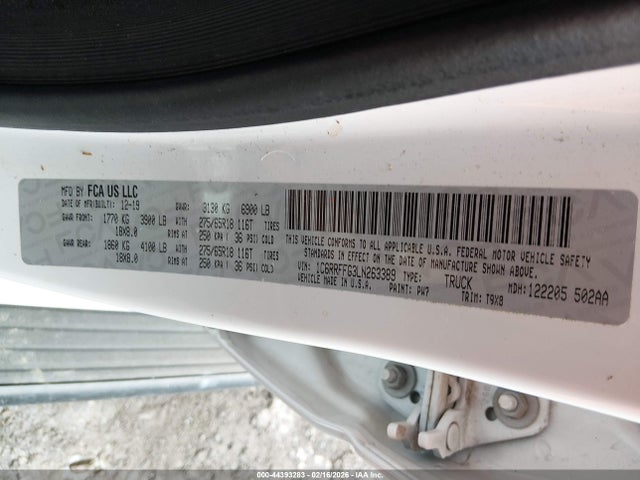 MFD BY FCA US LLC
DATE OF MFR(BUILT): 12-19 GVWR: 3130 KG 6900 LB
GAWR FRONT: 1770 KG 3900 LB WITH 275/65R18 116T TIRES
18X8.0 RIMS AT 250 KPA ( 36 PSI) COLD
GAWR REAR: 1860 KG 4100 LB WITH 275/65R18 116T TIRES
18X8.0 RIMS AT 250 KPA ( 36 PSI) COLD
THIS VEHICLE CONFORMS TO ALL APPLICABLE U.S.A. FEDERAL MOTOR VEHICLE SAFETY
STANDARDS IN EFFECT ON THE DATE OF MANUFACTURE SHOWN ABOVE.
VIN: 1C6RRFFG3LN263389 TYPE: TRUCK MDH: 122205 502AA
VEHICLE MADE IN U.S.A. PAINT: PW7 TRIM: T9X8
000-44393283 - 02/16/2026 - IAA Inc.